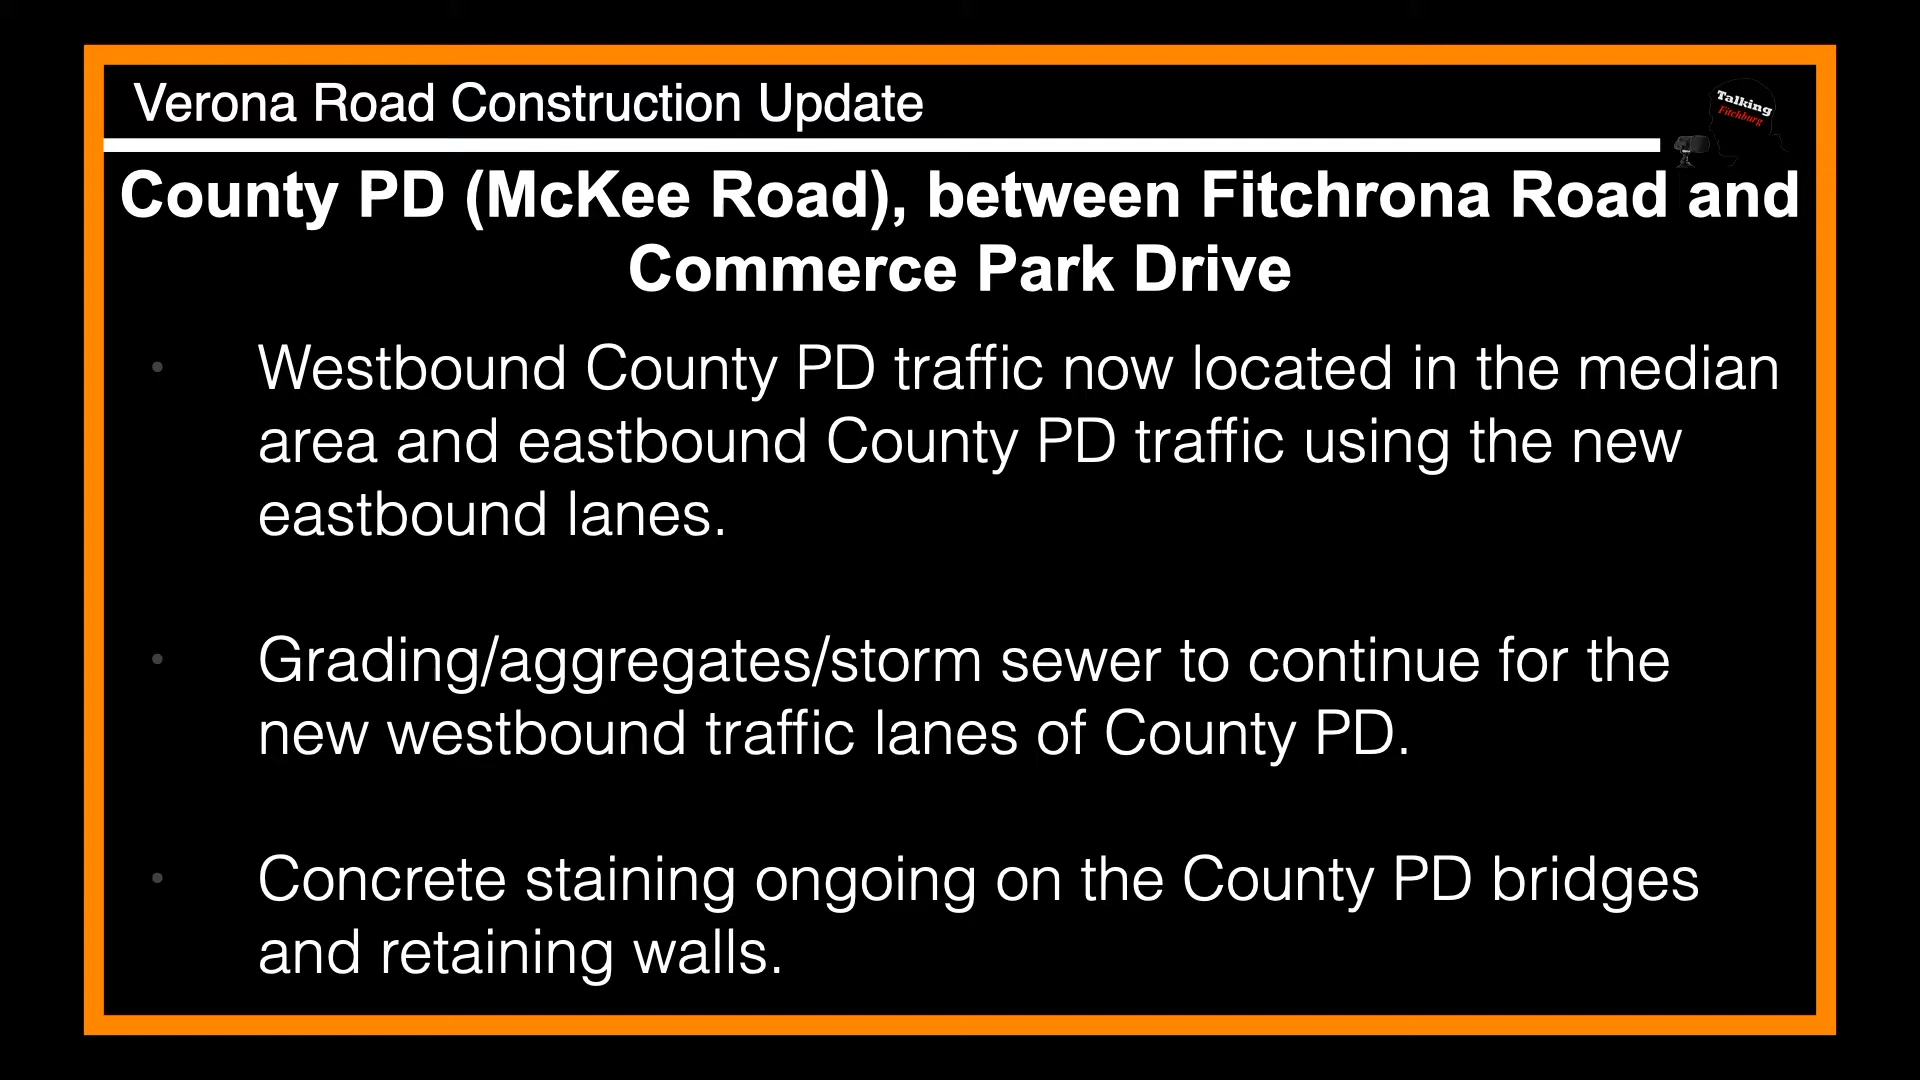 Verona Road Construction Update
Talking
Fitchburg
County PD (McKee Road), between Fitchrona Road and
Commerce Park Drive
• Westbound County PD traffic now located in the median
area and eastbound County PD traffic using the new
eastbound lanes.
• Grading/aggregates/storm sewer to continue for the
new westbound traffic lanes of County PD.
• Concrete staining ongoing on the County PD bridges
and retaining walls.